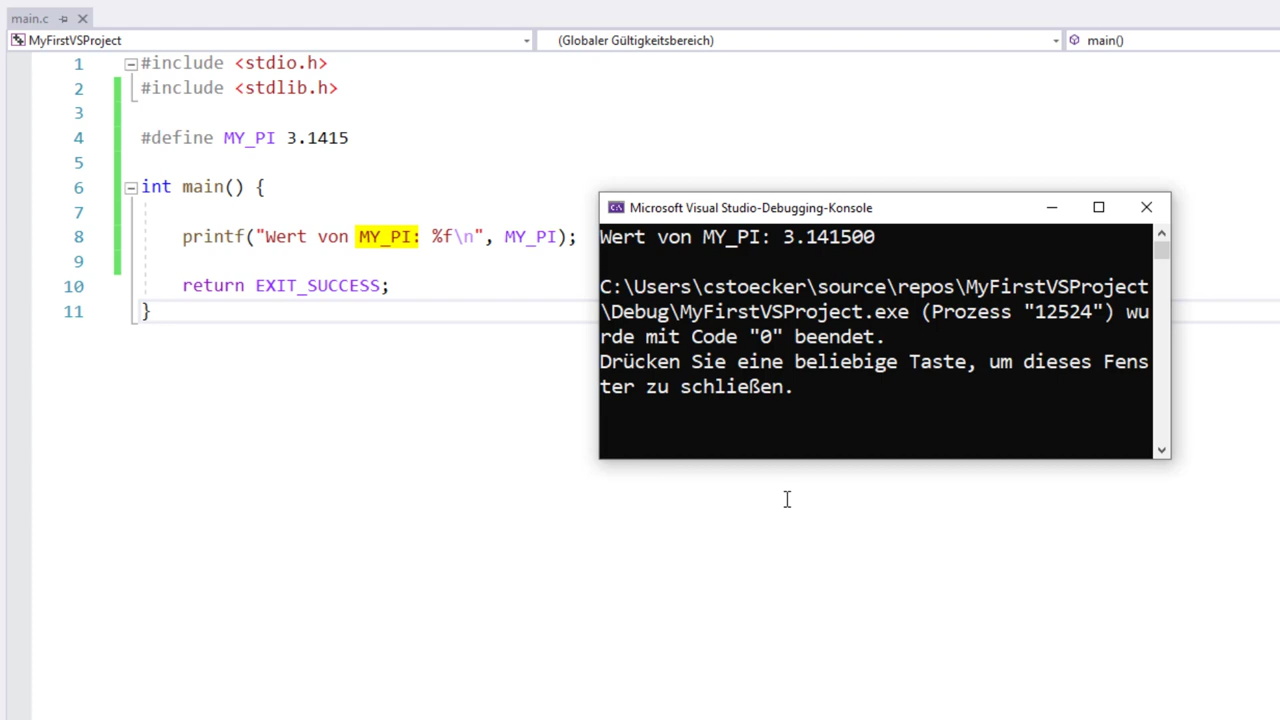 main.c
MyFirstVSProject (Globaler Gültigkeitsbereich) main()
1 #include <stdio.h>
2 #include <stdlib.h>
3
4 #define MY_PI 3.1415
5
6 int main() {
7
8 printf("Wert von MY_PI: %f\n", MY_PI);
9
10 return EXIT_SUCCESS;
11 }
Microsoft Visual Studio-Debugging-Konsole
Wert von MY_PI: 3.141500
C:\Users\cstoecker\source\repos\MyFirstVSProject
\Debug\MyFirstVSProject.exe (Prozess "12524") wu
rde mit Code "0" beendet.
Drücken Sie eine beliebige Taste, um dieses Fens
ter zu schließen.